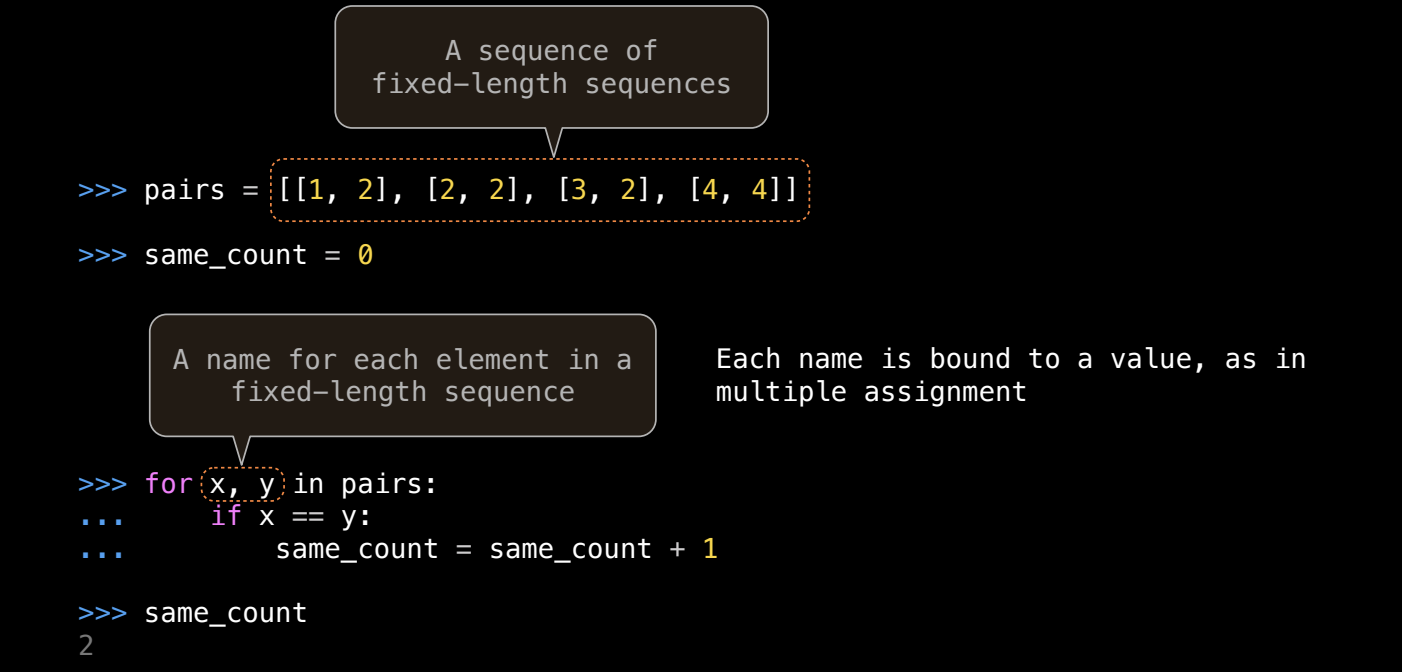 A sequence of
fixed-length sequences
>>> pairs = [[1, 2], [2, 2], [3, 2], [4, 4]]
>>> same_count = 0
A name for each element in a
fixed-length sequence
Each name is bound to a value, as in
multiple assignment
>>> for x, y in pairs:
...     if x == y:
...         same_count = same_count + 1
>>> same_count
2